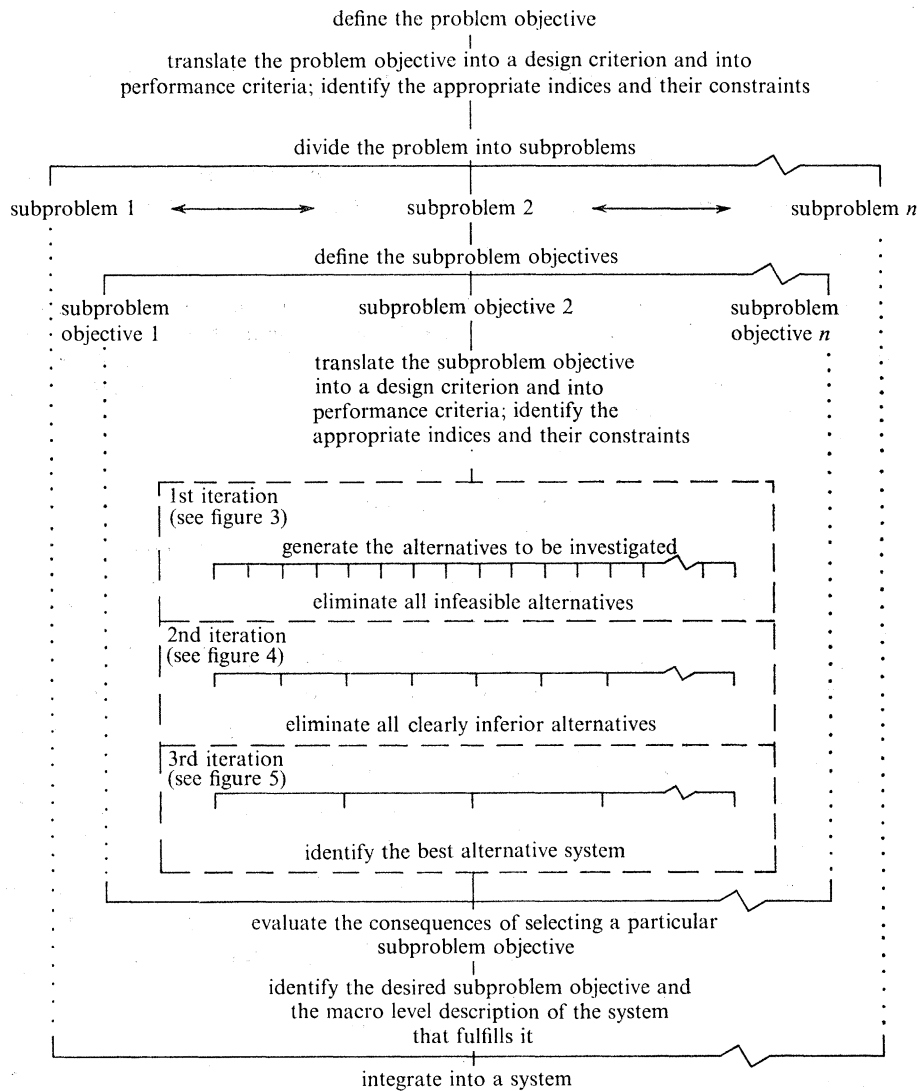 define the problem objective
translate the problem objective into a design criterion and into
performance criteria; identify the appropriate indices and their constraints
divide the problem into subproblems
subproblem 1
subproblem 2
subproblem n
define the subproblem objectives
subproblem
objective 1
subproblem objective 2
subproblem
objective n
translate the subproblem objective
into a design criterion and into
performance criteria; identify the
appropriate indices and their constraints
1st iteration
(see figure 3)
generate the alternatives to be investigated
eliminate all infeasible alternatives
2nd iteration
(see figure 4)
eliminate all clearly inferior alternatives
3rd iteration
(see figure 5)
identify the best alternative system
evaluate the consequences of selecting a particular
subproblem objective
identify the desired subproblem objective and
the macro level description of the system
that fulfills it
integrate into a system